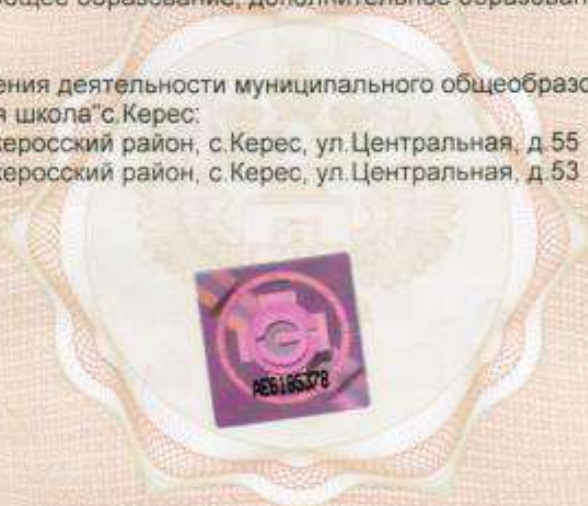 общее образование, дополнительное образован
ения деятельности муниципального общеобразо
я школа"с.Керес:
керосский район, с.Керес, ул.Центральная, д.55
керосский район, с.Керес, ул.Центральная, д.53
АЕ6186378